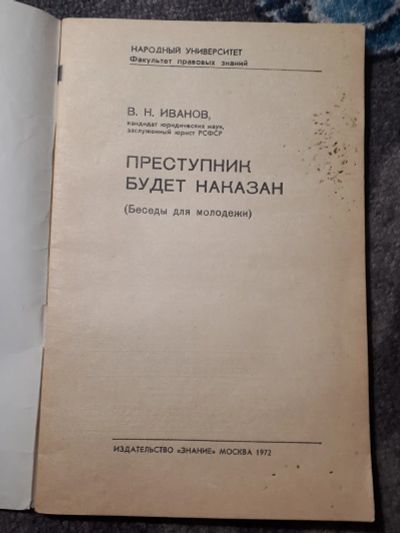 НАРОДНЫЙ УНИВЕРСИТЕТ
Факультет правовых знаний
В. Н. ИВАНОВ,
кандидат юридических наук,
заслуженный юрист РСФСР
ПРЕСТУПНИК
БУДЕТ НАКАЗАН
(Беседы для молодежи)
ИЗДАТЕЛЬСТВО «ЗНАНИЕ» МОСКВА 1972